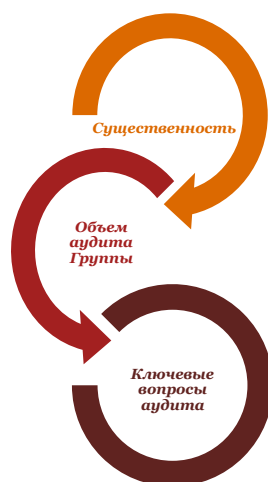 Существенность
Объем
аудита
Группы
Ключевые
вопросы
аудита